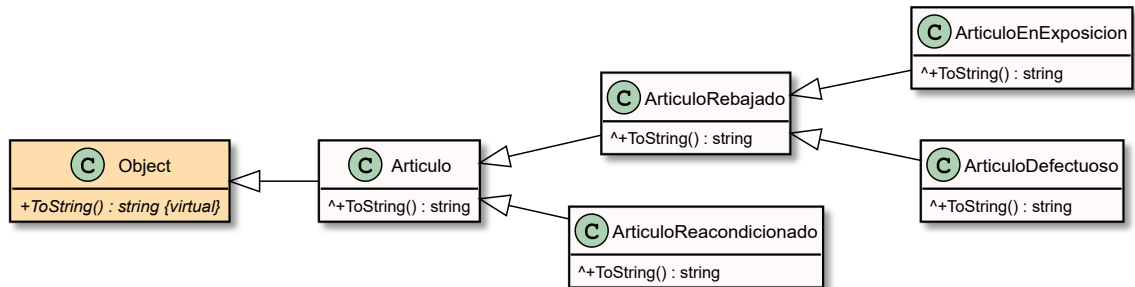 C Object
+ToString() : string {virtual}
C Articulo
^+ToString() : string
C ArticuloRebajado
^+ToString() : string
C ArticuloReacondicionado
^+ToString() : string
C ArticuloEnExposicion
^+ToString() : string
C ArticuloDefectuoso
^+ToString() : string